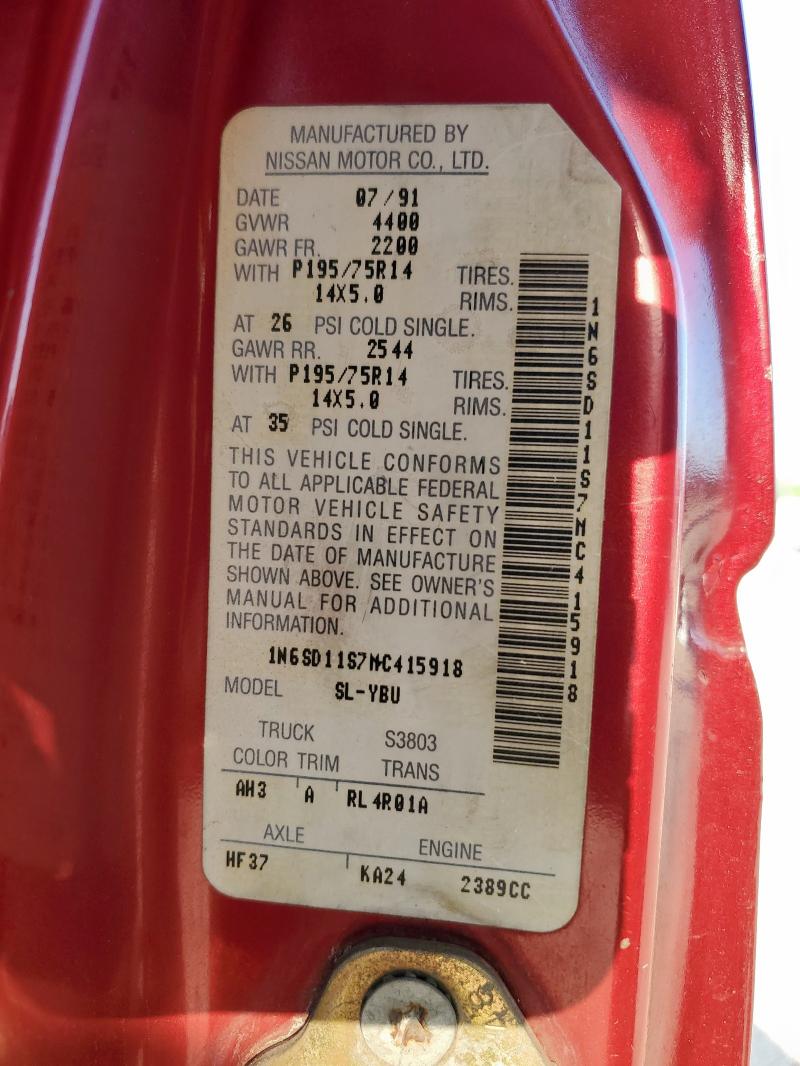 MANUFACTURED BY
NISSAN MOTOR CO., LTD.
DATE 07/91
GVWR 4400
GAWR FR. 2200
WITH P195/75R14 TIRES.
14X5.0 RIMS.
AT 26 PSI COLD SINGLE.
GAWR RR. 2544
WITH P195/75R14 TIRES.
14X5.0 RIMS.
AT 35 PSI COLD SINGLE.
THIS VEHICLE CONFORMS
TO ALL APPLICABLE FEDERAL
MOTOR VEHICLE SAFETY
STANDARDS IN EFFECT ON
THE DATE OF MANUFACTURE
SHOWN ABOVE. SEE OWNER'S
MANUAL FOR ADDITIONAL
INFORMATION.
1N6SD11S7MC415918
MODEL SL-YBU
TRUCK S3803
COLOR TRIM TRANS
AH3 A RL4R01A
AXLE ENGINE
HF37 KA24 2389CC
1N6SD11S7MC415918